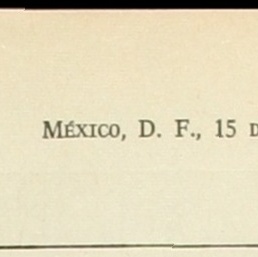 MÉXICO, D. F., 15